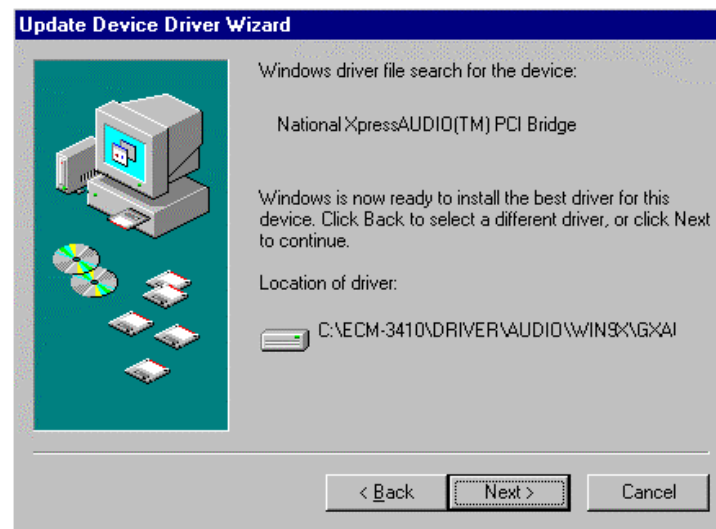 Update Device Driver Wizard
Windows driver file search for the device:
National XpressAUDIO(TM) PCI Bridge
Windows is now ready to install the best driver for this
device. Click Back to select a different driver, or click Next
to continue.
Location of driver:
C:\ECM-3410\DRIVER\AUDIO\WIN9X\GXAI
< Back
Next >
Cancel